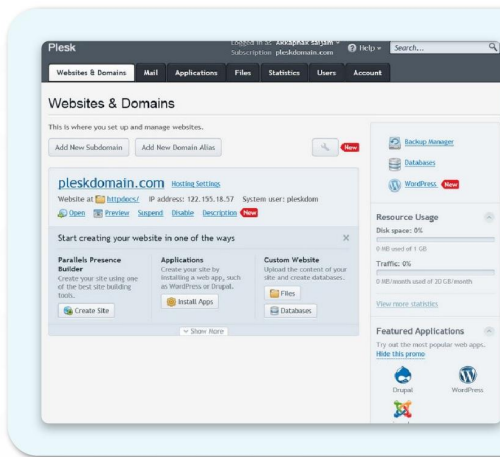 Plesk
Logged in as Akkaphak saijam
Subscription pleskdomain.com
Help
Search...
Websites & Domains
Mail
Applications
Files
Statistics
Users
Account
Websites & Domains
This is where you set up and manage websites.
Add New Subdomain
Add New Domain Alias
New
pleskdomain.com Hosting Settings
Website at httpdocs/ IP address: 122.155.18.57 System user: pleskdom
Open Preview Suspend Disable Description New
Start creating your website in one of the ways
Parallels Presence
Builder
Create your site using one
of the best site building
tools.
Create Site
Applications
Create your site by
installing a web app, such
as WordPress or Drupal.
Install Apps
Custom Website
Upload the content of your
site and create databases.
Files
Databases
Show More
Backup Manager
Databases
WordPress New
Resource Usage
Disk space: 0%
0 MB used of 1 GB
Traffic: 0%
0 MB/month used of 20 GB/month
View more statistics
Featured Applications
Try out the most popular web apps.
Hide this promo
Drupal
WordPress